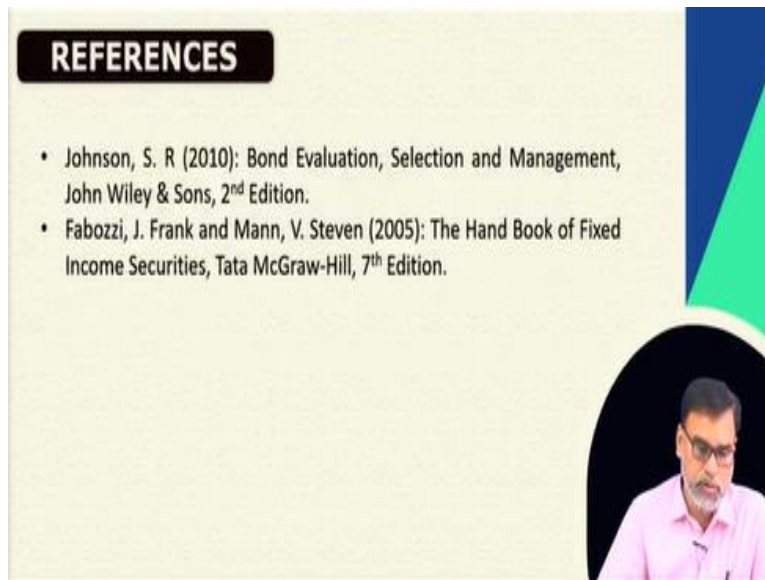 REFERENCES
• Johnson, S. R (2010): Bond Evaluation, Selection and Management,
John Wiley & Sons, 2nd Edition.
• Fabozzi, J. Frank and Mann, V. Steven (2005): The Hand Book of Fixed
Income Securities, Tata McGraw-Hill, 7th Edition.